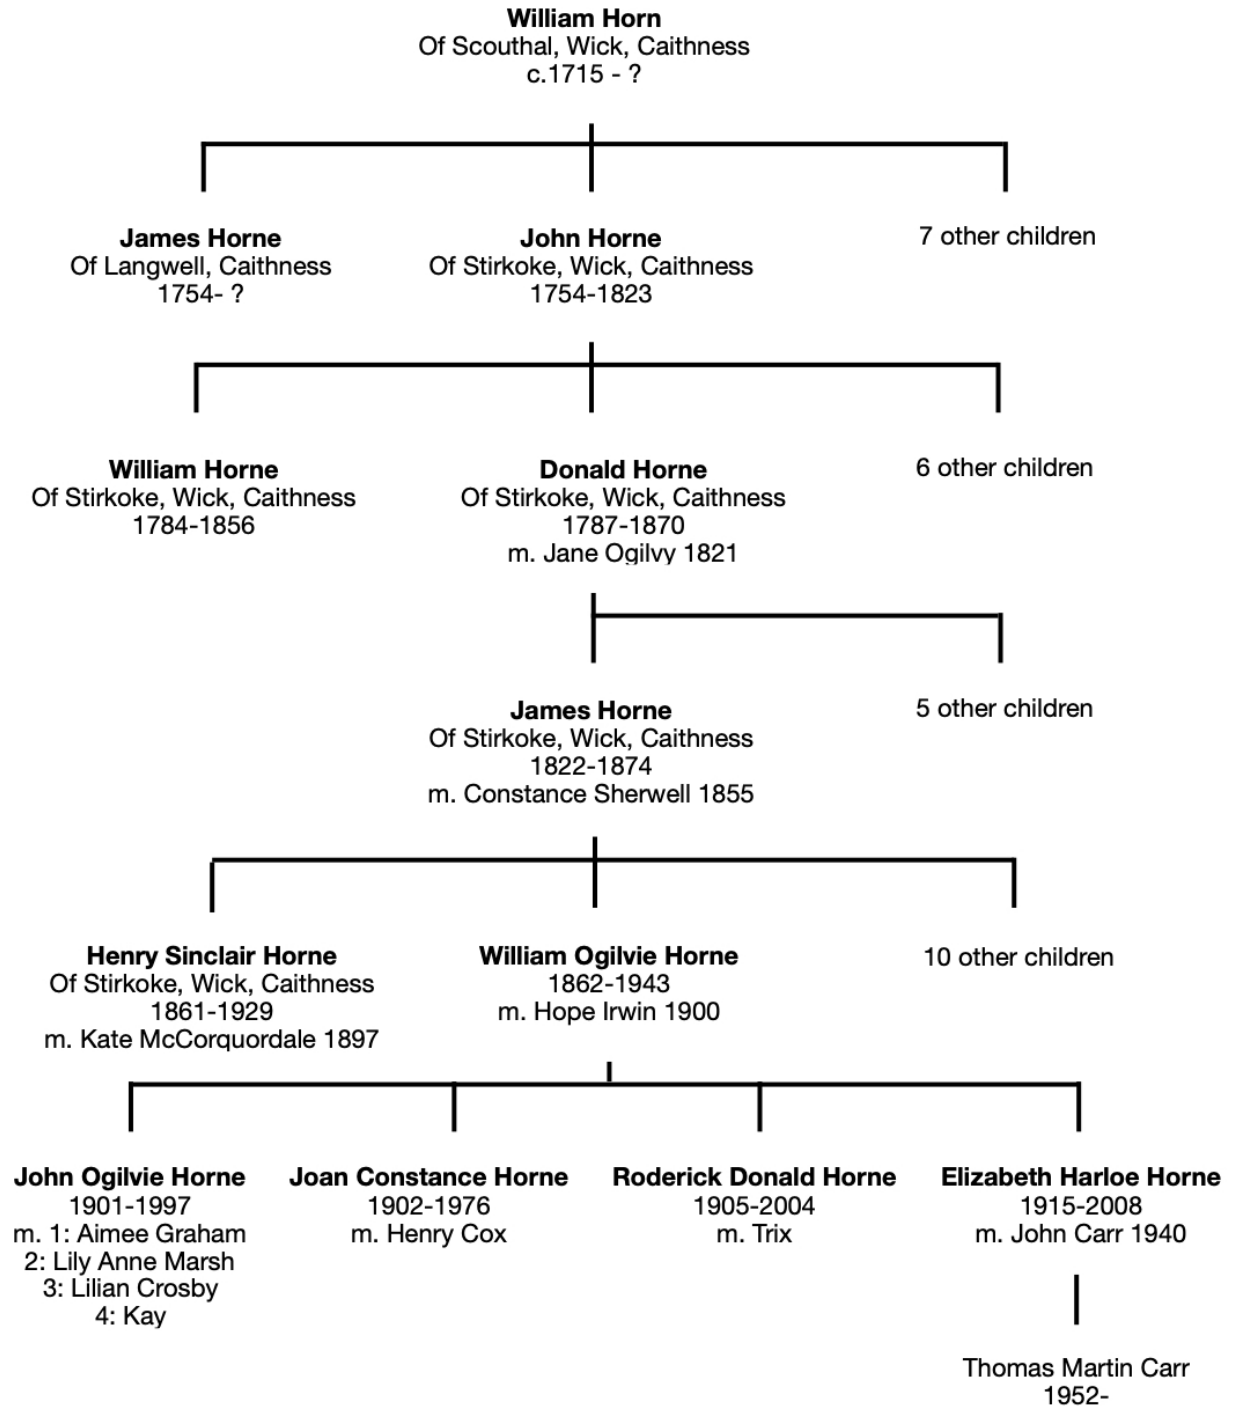 William Horn
Of Scouthal, Wick, Caithness
c.1715 - ?
James Horne
Of Langwell, Caithness
1754- ?
John Horne
Of Stirkoke, Wick, Caithness
1754-1823
7 other children
William Horne
Of Stirkoke, Wick, Caithness
1784-1856
Donald Horne
Of Stirkoke, Wick, Caithness
1787-1870
m. Jane Ogilvy 1821
6 other children
James Horne
Of Stirkoke, Wick, Caithness
1822-1874
m. Constance Sherwell 1855
5 other children
Henry Sinclair Horne
Of Stirkoke, Wick, Caithness
1861-1929
m. Kate McCorquordale 1897
William Ogilvie Horne
1862-1943
m. Hope Irwin 1900
10 other children
John Ogilvie Horne
1901-1997
m. 1: Aimee Graham
2: Lily Anne Marsh
3: Lilian Crosby
4: Kay
Joan Constance Horne
1902-1976
m. Henry Cox
Roderick Donald Horne
1905-2004
m. Trix
Elizabeth Harloe Horne
1915-2008
m. John Carr 1940
Thomas Martin Carr
1952-